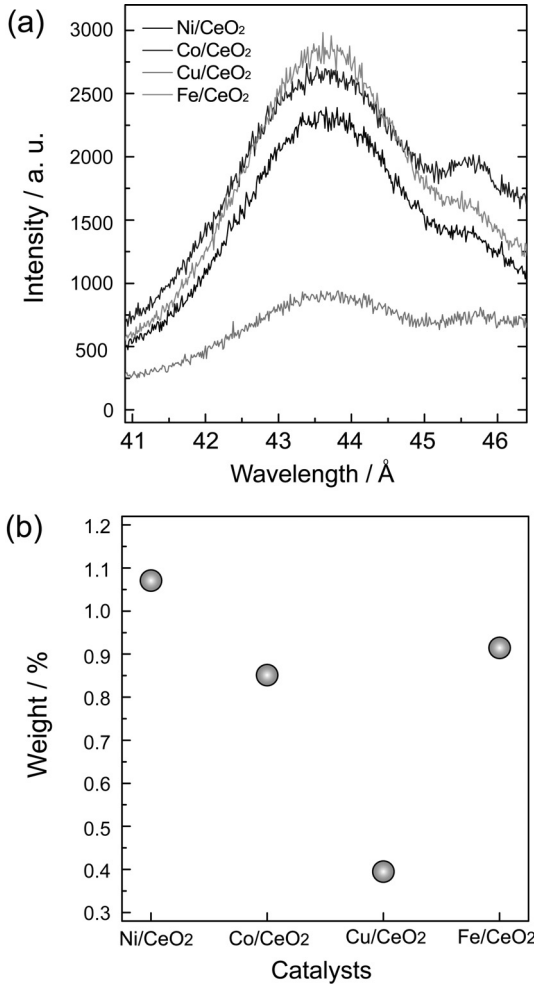 (a)
Ni/CeO2
Co/CeO2
Cu/CeO2
Fe/CeO2
3000
2500
2000
1500
1000
500
0
Intensity / a. u.
41 42 43 44 45 46
Wavelength / Å
(b)
1.2
1.1
1.0
0.9
0.8
0.7
0.6
0.5
0.4
0.3
Weight / %
Ni/CeO2 Co/CeO2 Cu/CeO2 Fe/CeO2
Catalysts